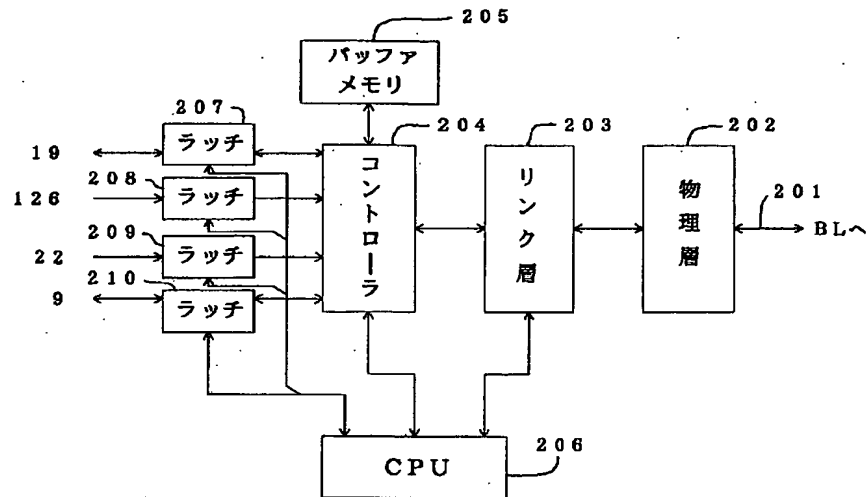 205
バッファ
メモリ
207
ラッチ
19
208
ラッチ
126
209
ラッチ
22
210
ラッチ
9
204
コントローラ
203
リンク層
202
物理層
201
BLへ
CPU
206